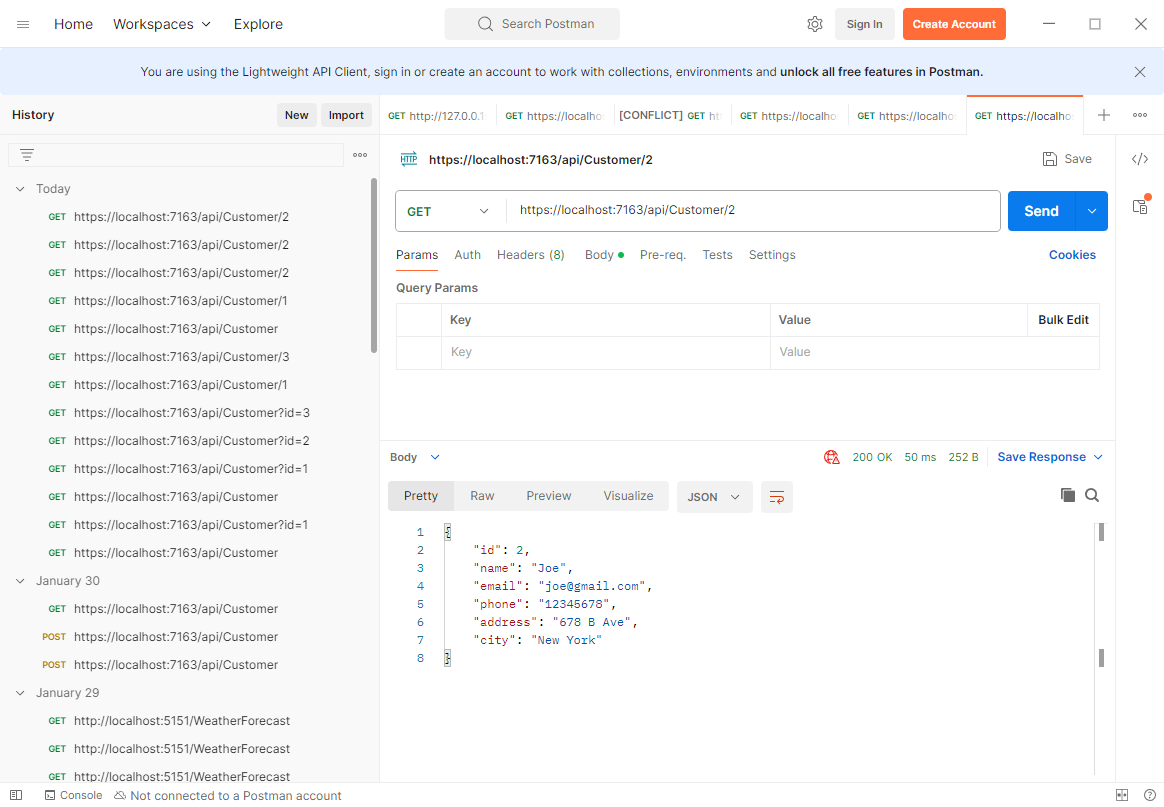 Home Workspaces Explore Search Postman Sign In Create Account
You are using the Lightweight API Client, sign in or create an account to work with collections, environments and unlock all free features in Postman.
History New Import
Today
GET https://localhost:7163/api/Customer/2
GET https://localhost:7163/api/Customer/2
GET https://localhost:7163/api/Customer/2
GET https://localhost:7163/api/Customer/1
GET https://localhost:7163/api/Customer
GET https://localhost:7163/api/Customer/3
GET https://localhost:7163/api/Customer/1
GET https://localhost:7163/api/Customer?id=3
GET https://localhost:7163/api/Customer?id=2
GET https://localhost:7163/api/Customer?id=1
GET https://localhost:7163/api/Customer
GET https://localhost:7163/api/Customer?id=1
GET https://localhost:7163/api/Customer
January 30
GET https://localhost:7163/api/Customer
POST https://localhost:7163/api/Customer
POST https://localhost:7163/api/Customer
January 29
GET http://localhost:5151/WeatherForecast
GET http://localhost:5151/WeatherForecast
GET http://localhost:5151/WeatherForecast
GET http://127.0.0.1 GET https://localho [CONFLICT] GET ht GET https://localho GET https://localhos GET https://localhos
HTTP https://localhost:7163/api/Customer/2 Save
GET https://localhost:7163/api/Customer/2 Send
Params Auth Headers (8) Body Pre-req. Tests Settings Cookies
Query Params
Key Value Bulk Edit
Key Value
Body 200 OK 50 ms 252 B Save Response
Pretty Raw Preview Visualize JSON
1 {
2 "id": 2,
3 "name": "Joe",
4 "email": "joe@gmail.com",
5 "phone": "12345678",
6 "address": "678 B Ave",
7 "city": "New York"
8 }
Console Not connected to a Postman account